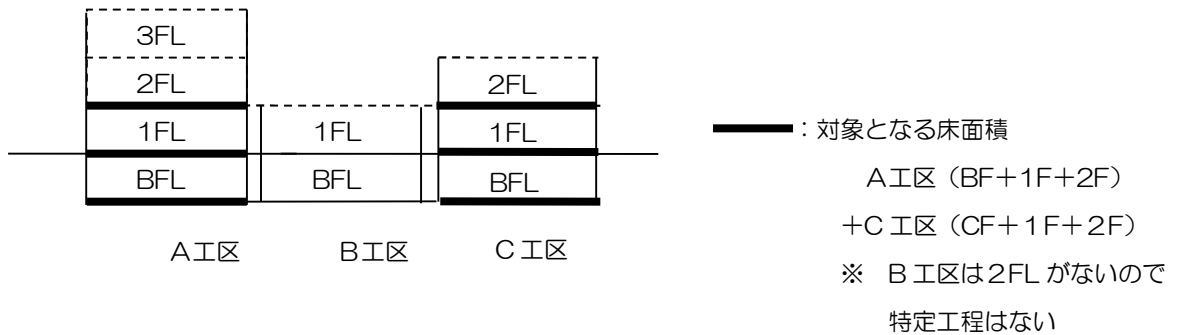 3FL
2FL
2FL
1FL
1FL
1FL
BFL
BFL
BFL
A工区
B工区
C工区
:対象となる床面積
A工区(BF+1F+2F)
+C工区(CF+1F+2F)
※ B工区は2FLがないので
特定工程はない